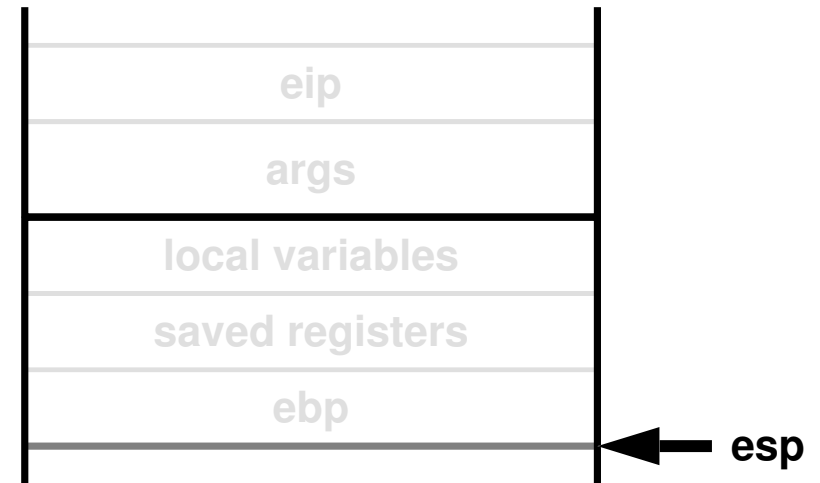 eip
args
local variables
saved registers
ebp
esp